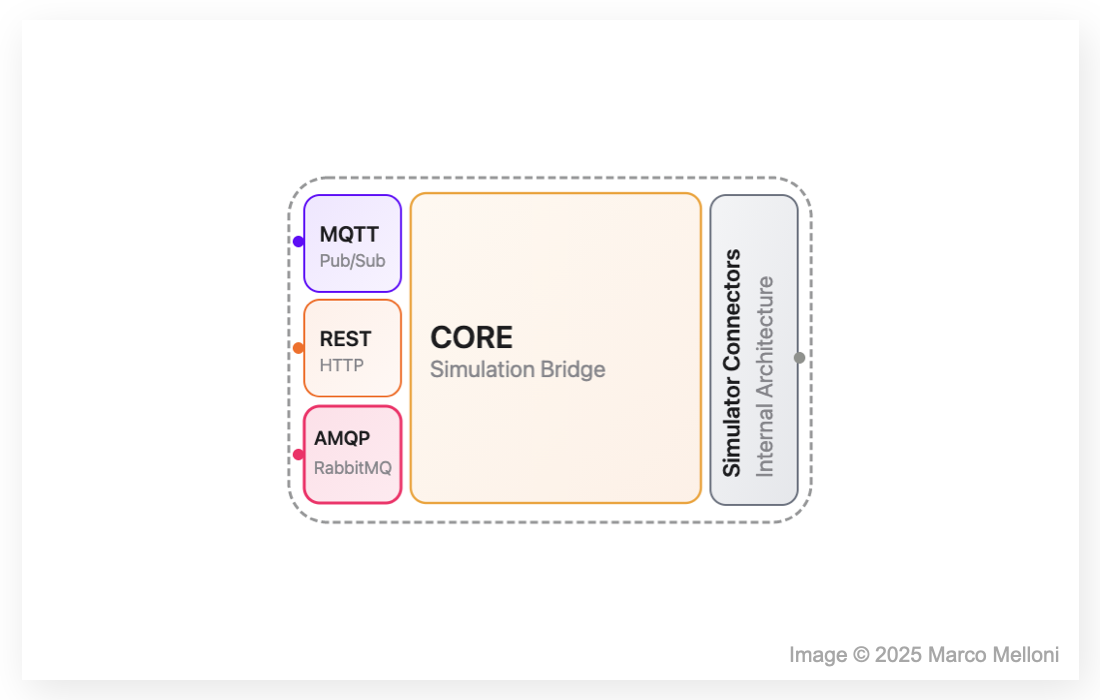 MQTT
Pub/Sub
REST
HTTP
AMQP
RabbitMQ
CORE
Simulation Bridge
Simulator Connectors
Internal Architecture
Image © 2025 Marco Melloni